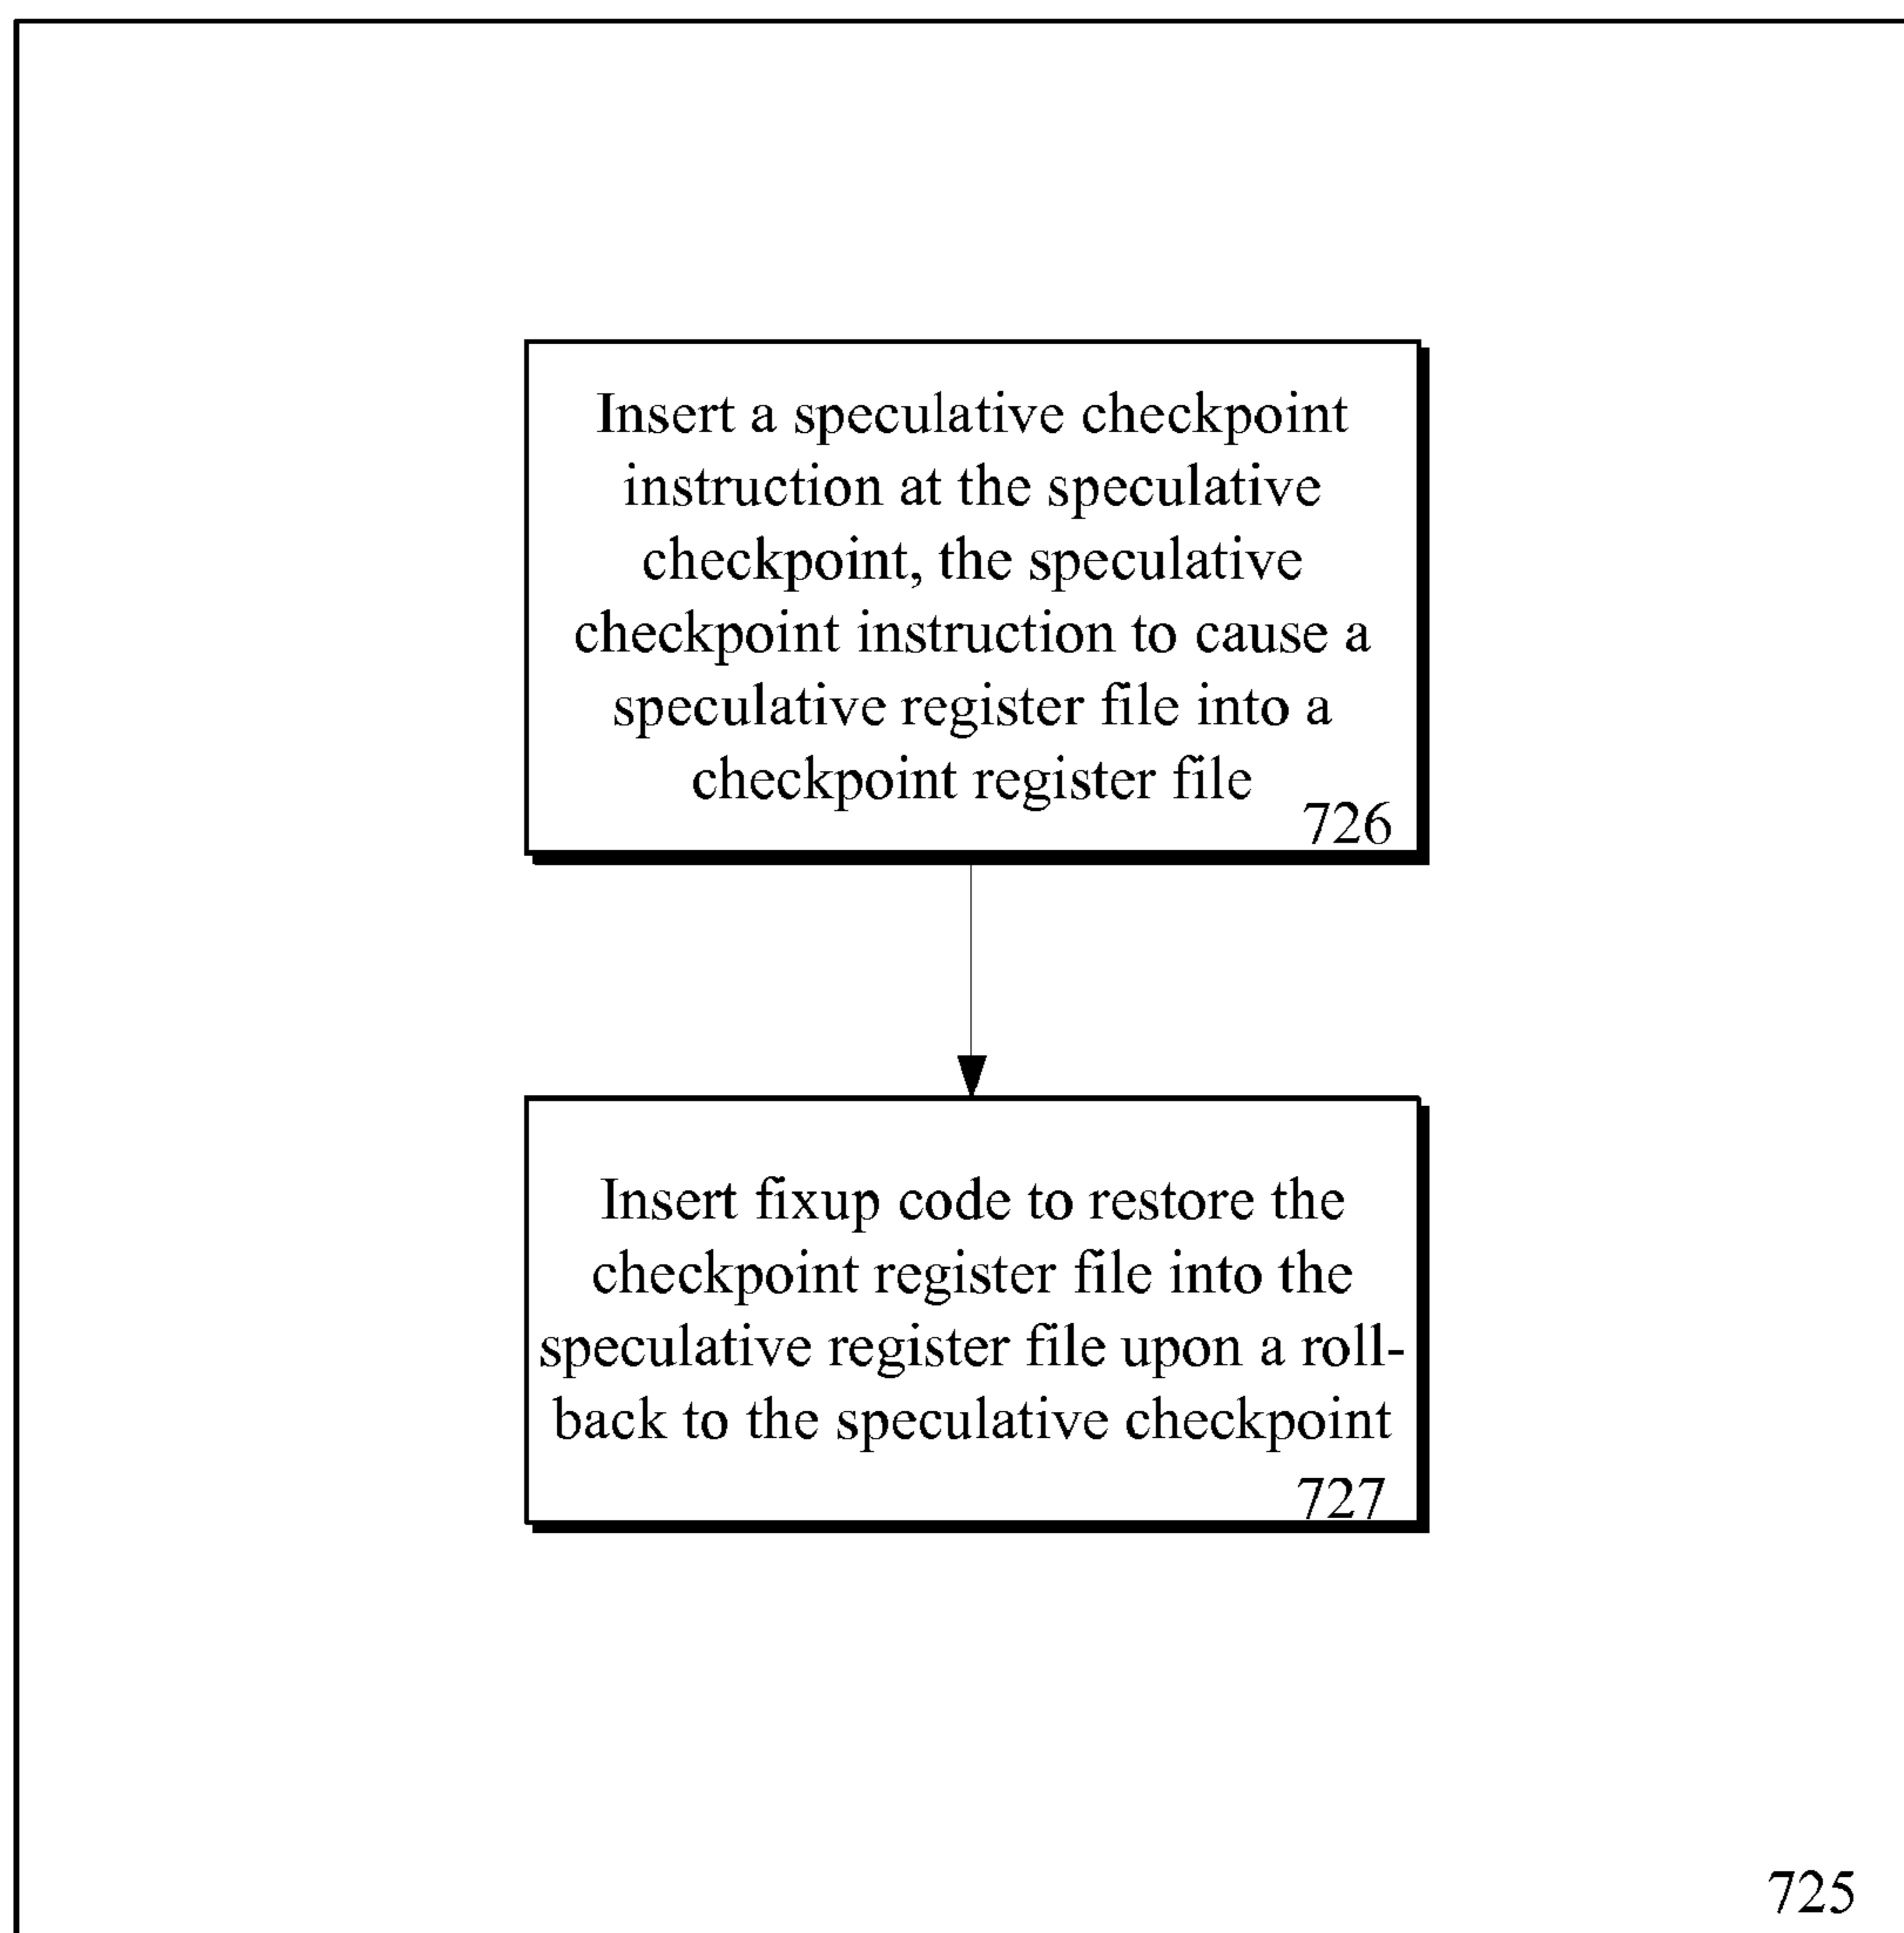 Insert a speculative checkpoint
instruction at the speculative
checkpoint, the speculative
checkpoint instruction to cause a
speculative register file into a
checkpoint register file
726
Insert fixup code to restore the
checkpoint register file into the
speculative register file upon a roll-
back to the speculative checkpoint
727
725